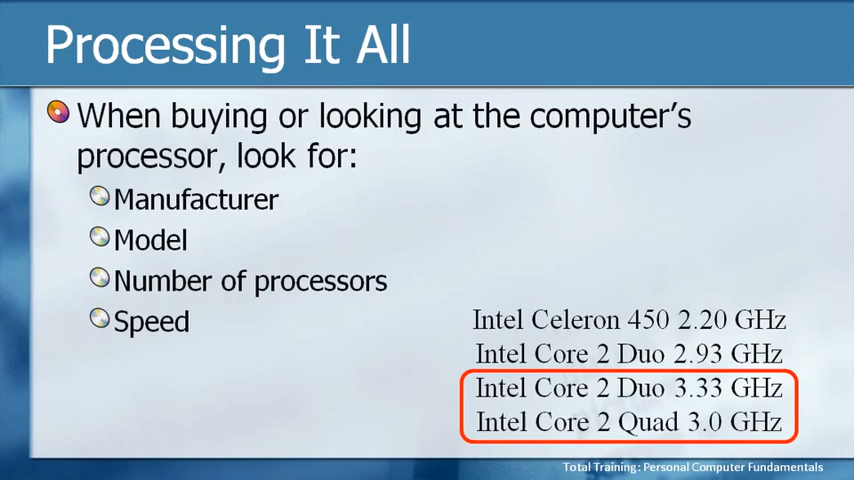 Processing It All
When buying or looking at the computer's
processor, look for:
Manufacturer
Model
Number of processors
Speed
Intel Celeron 450 2.20 GHz
Intel Core 2 Duo 2.93 GHz
Intel Core 2 Duo 3.33 GHz
Intel Core 2 Quad 3.0 GHz
Total Training: Personal Computer Fundamentals